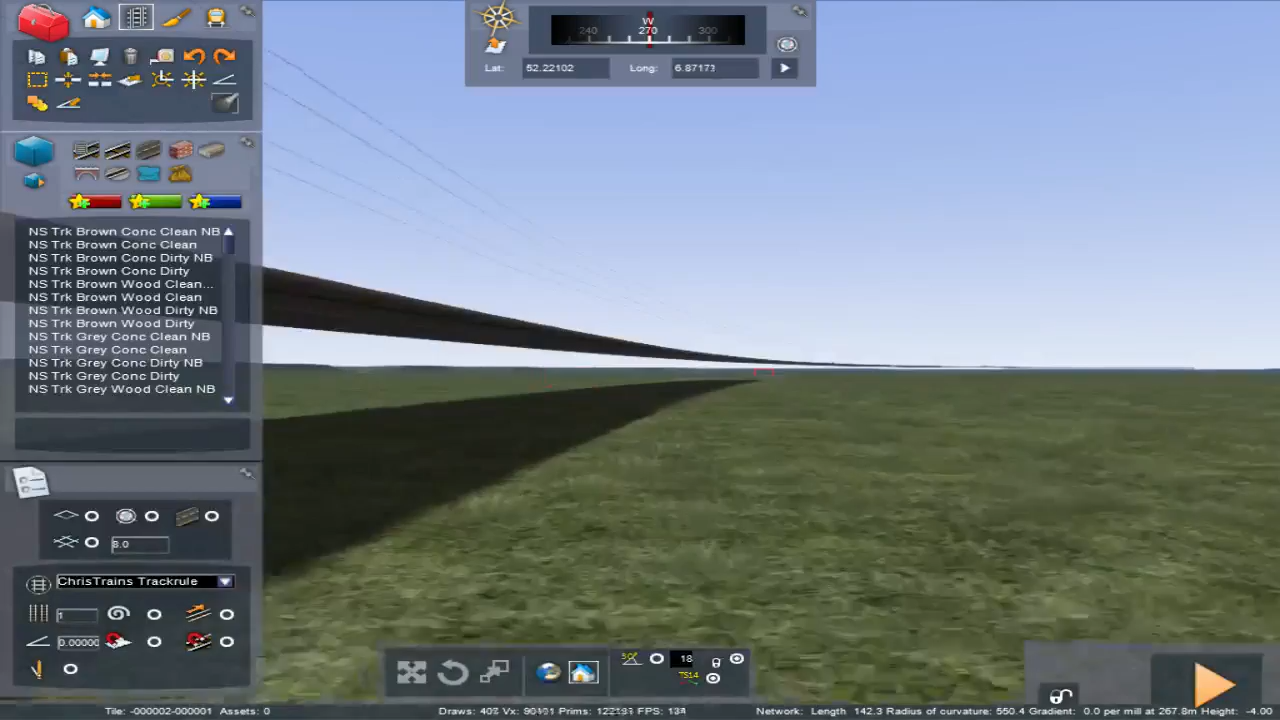 240 W 270 300
Lat: 52.22102 Long: 6.87173
NS Trk Brown Conc Clean NB
NS Trk Brown Conc Clean
NS Trk Brown Conc Dirty NB
NS Trk Brown Conc Dirty
NS Trk Brown Wood Clean...
NS Trk Brown Wood Clean
NS Trk Brown Wood Dirty NB
NS Trk Brown Wood Dirty
NS Trk Grey Conc Clean NB
NS Trk Grey Conc Clean
NS Trk Grey Conc Dirty NB
NS Trk Grey Conc Dirty
NS Trk Grey Wood Clean NB
8.0
ChrisTrains Trackrule
1
0.00000
50' 18
TS14
Tile: -000002-000001 Assets: 0 Draws: 407 Prims: FPS: 134 Network: Length 142.3 Radius of curvature: 550.4 Gradient: 0.0 per mill at 267.8m Height: -4.00